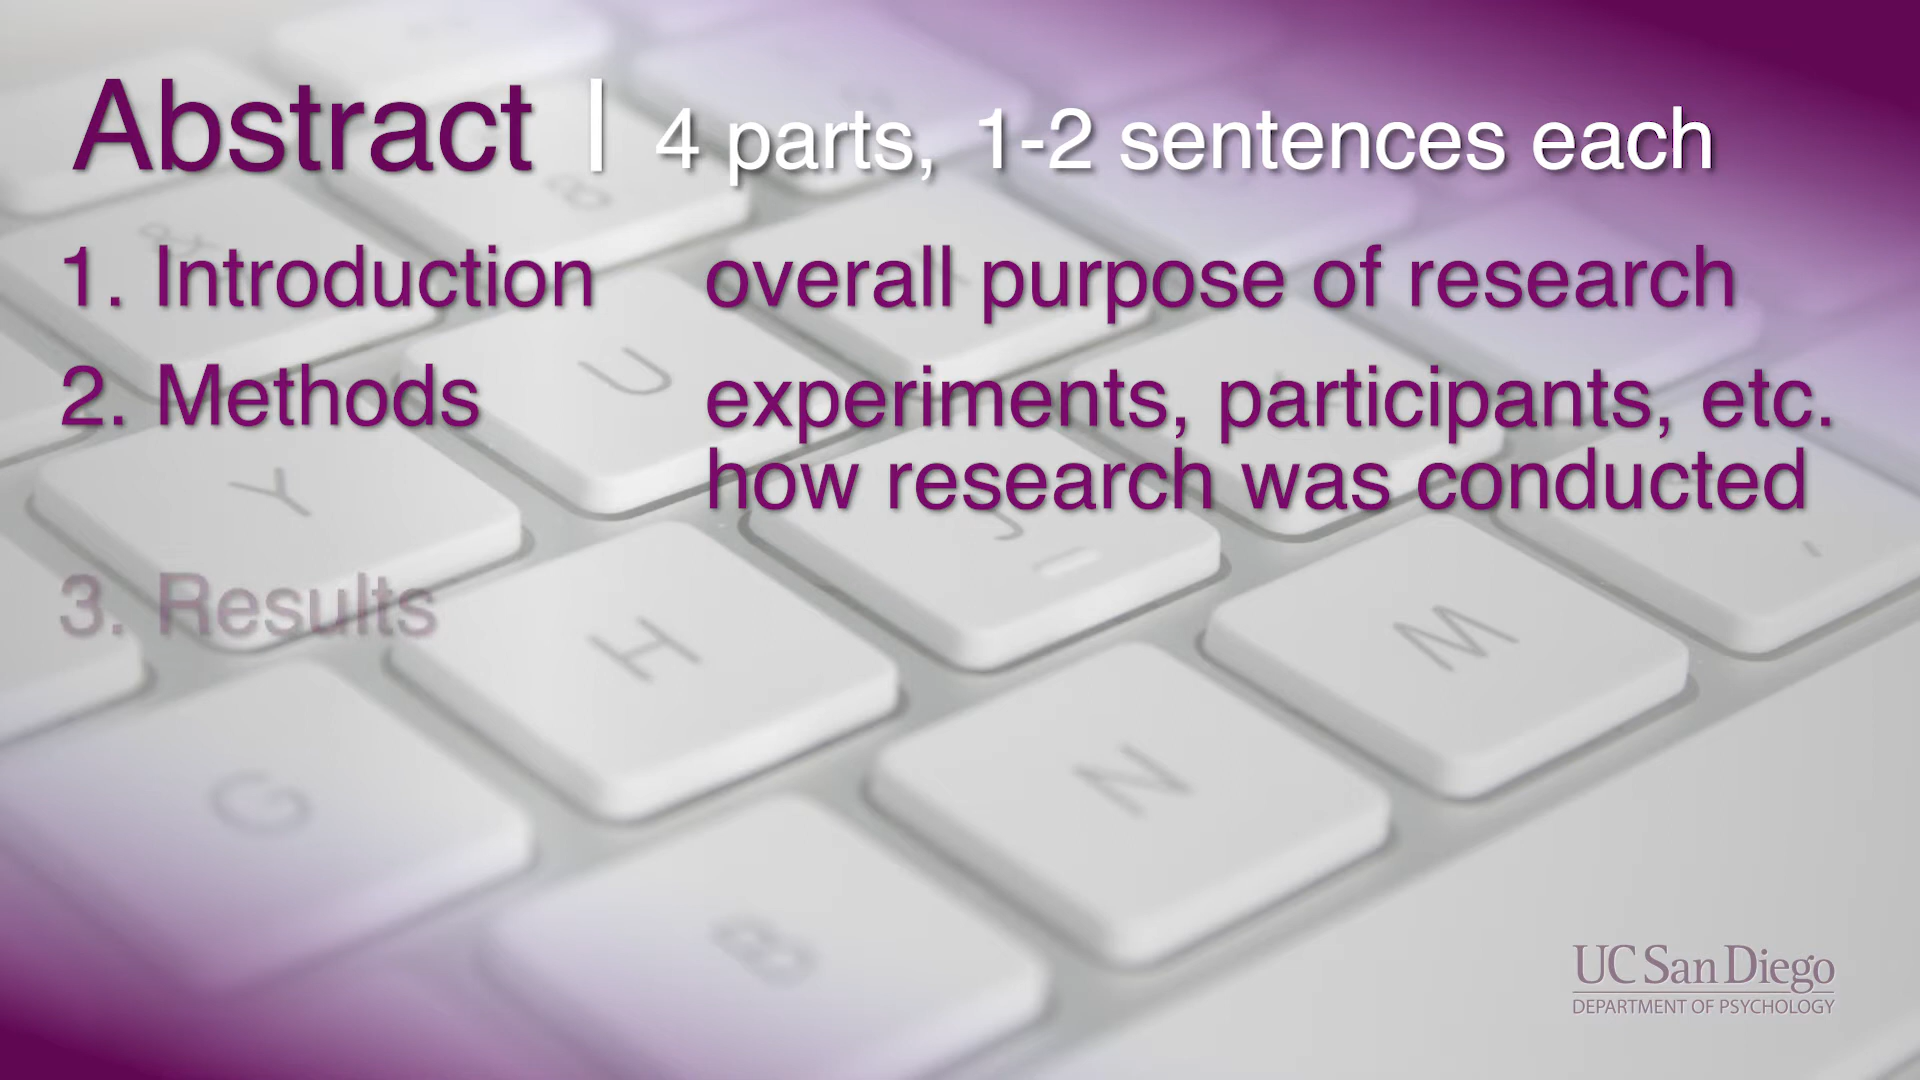 Abstract | 4 parts, 1-2 sentences each
1. Introduction overall purpose of research
2. Methods experiments, participants, etc.
how research was conducted
3. Results
U
Y
J
H
M
G
N
B
UC San Diego
DEPARTMENT OF PSYCHOLOGY